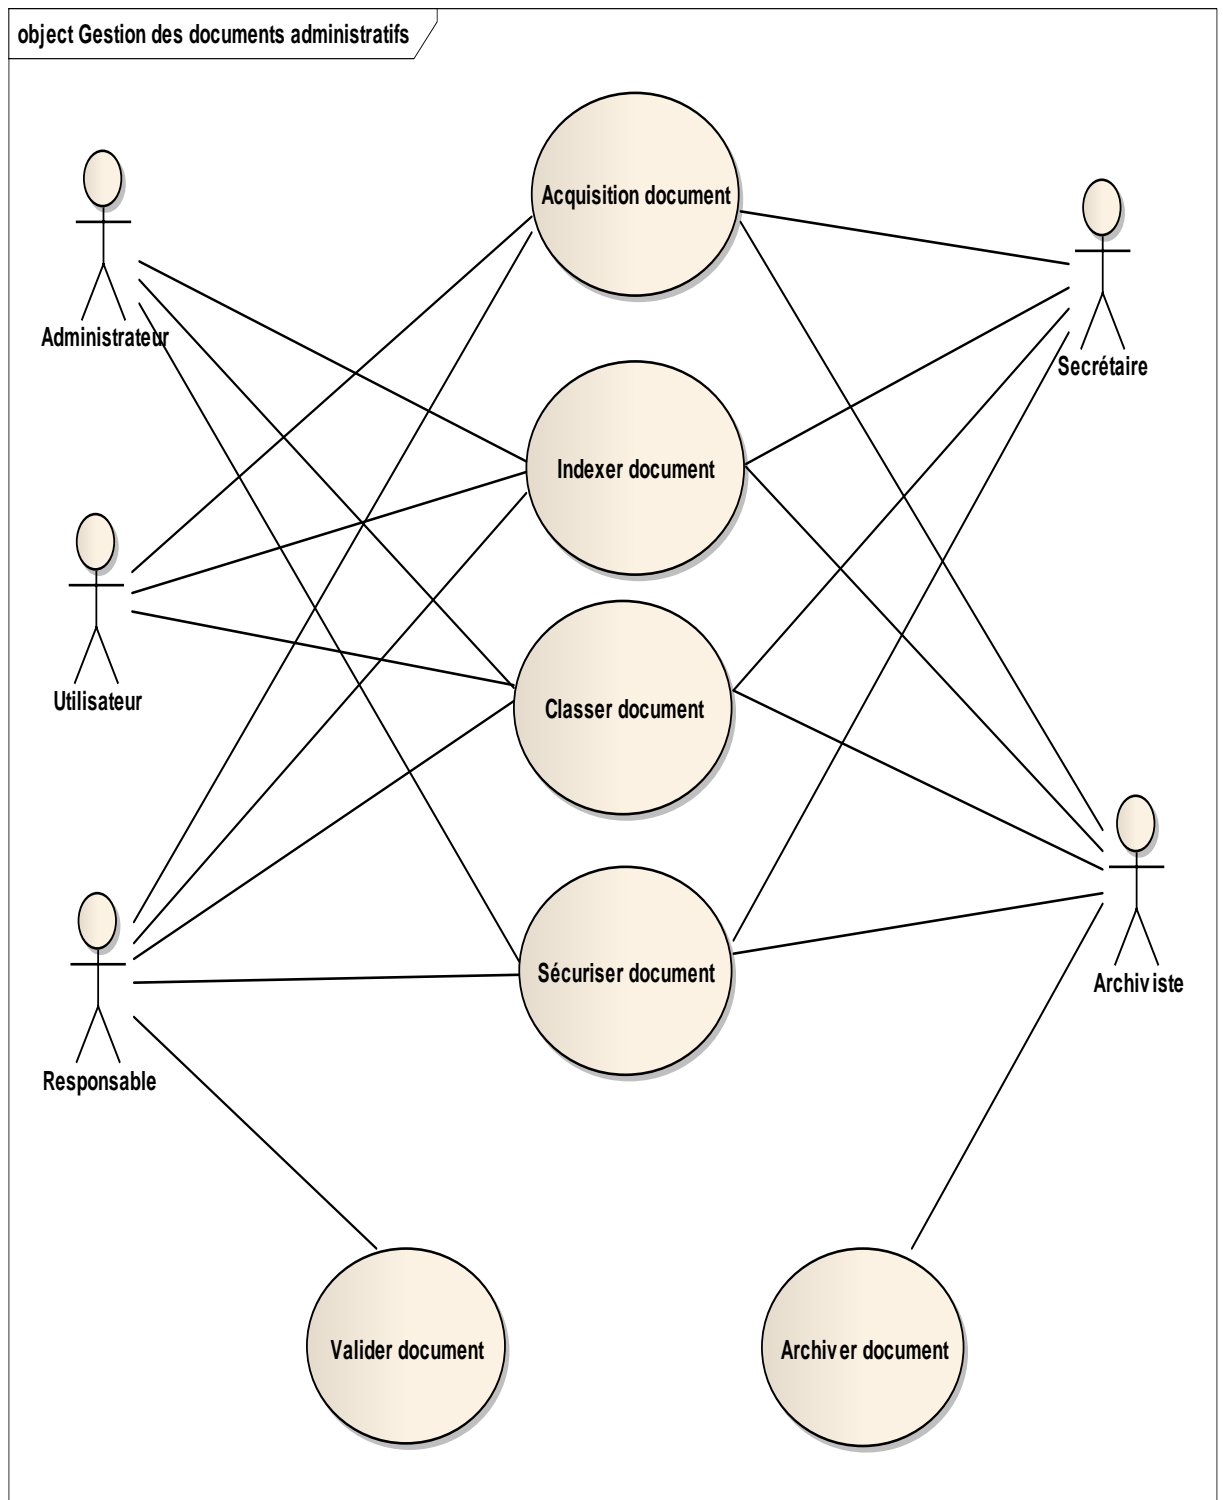 object Gestion des documents administratifs
Acquisition document
Administrateur
Secrétaire
Indexer document
Utilisateur
Classer document
Sécuriser document
Archiviste
Responsable
Valider document
Archiver document